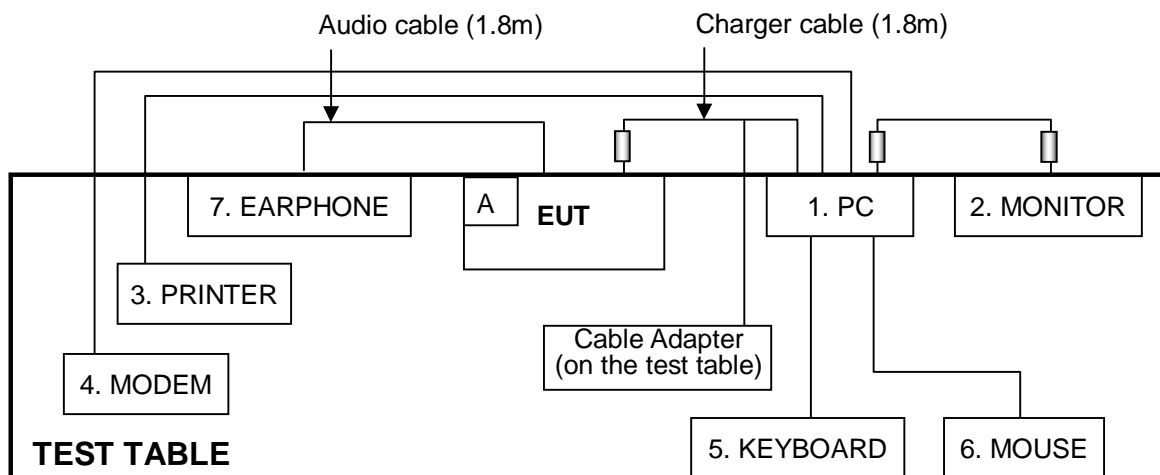 Audio cable (1.8m)
Charger cable (1.8m)
7. EARPHONE
A
EUT
1. PC
2. MONITOR
3. PRINTER
Cable Adapter
(on the test table)
4. MODEM
TEST TABLE
5. KEYBOARD
6. MOUSE